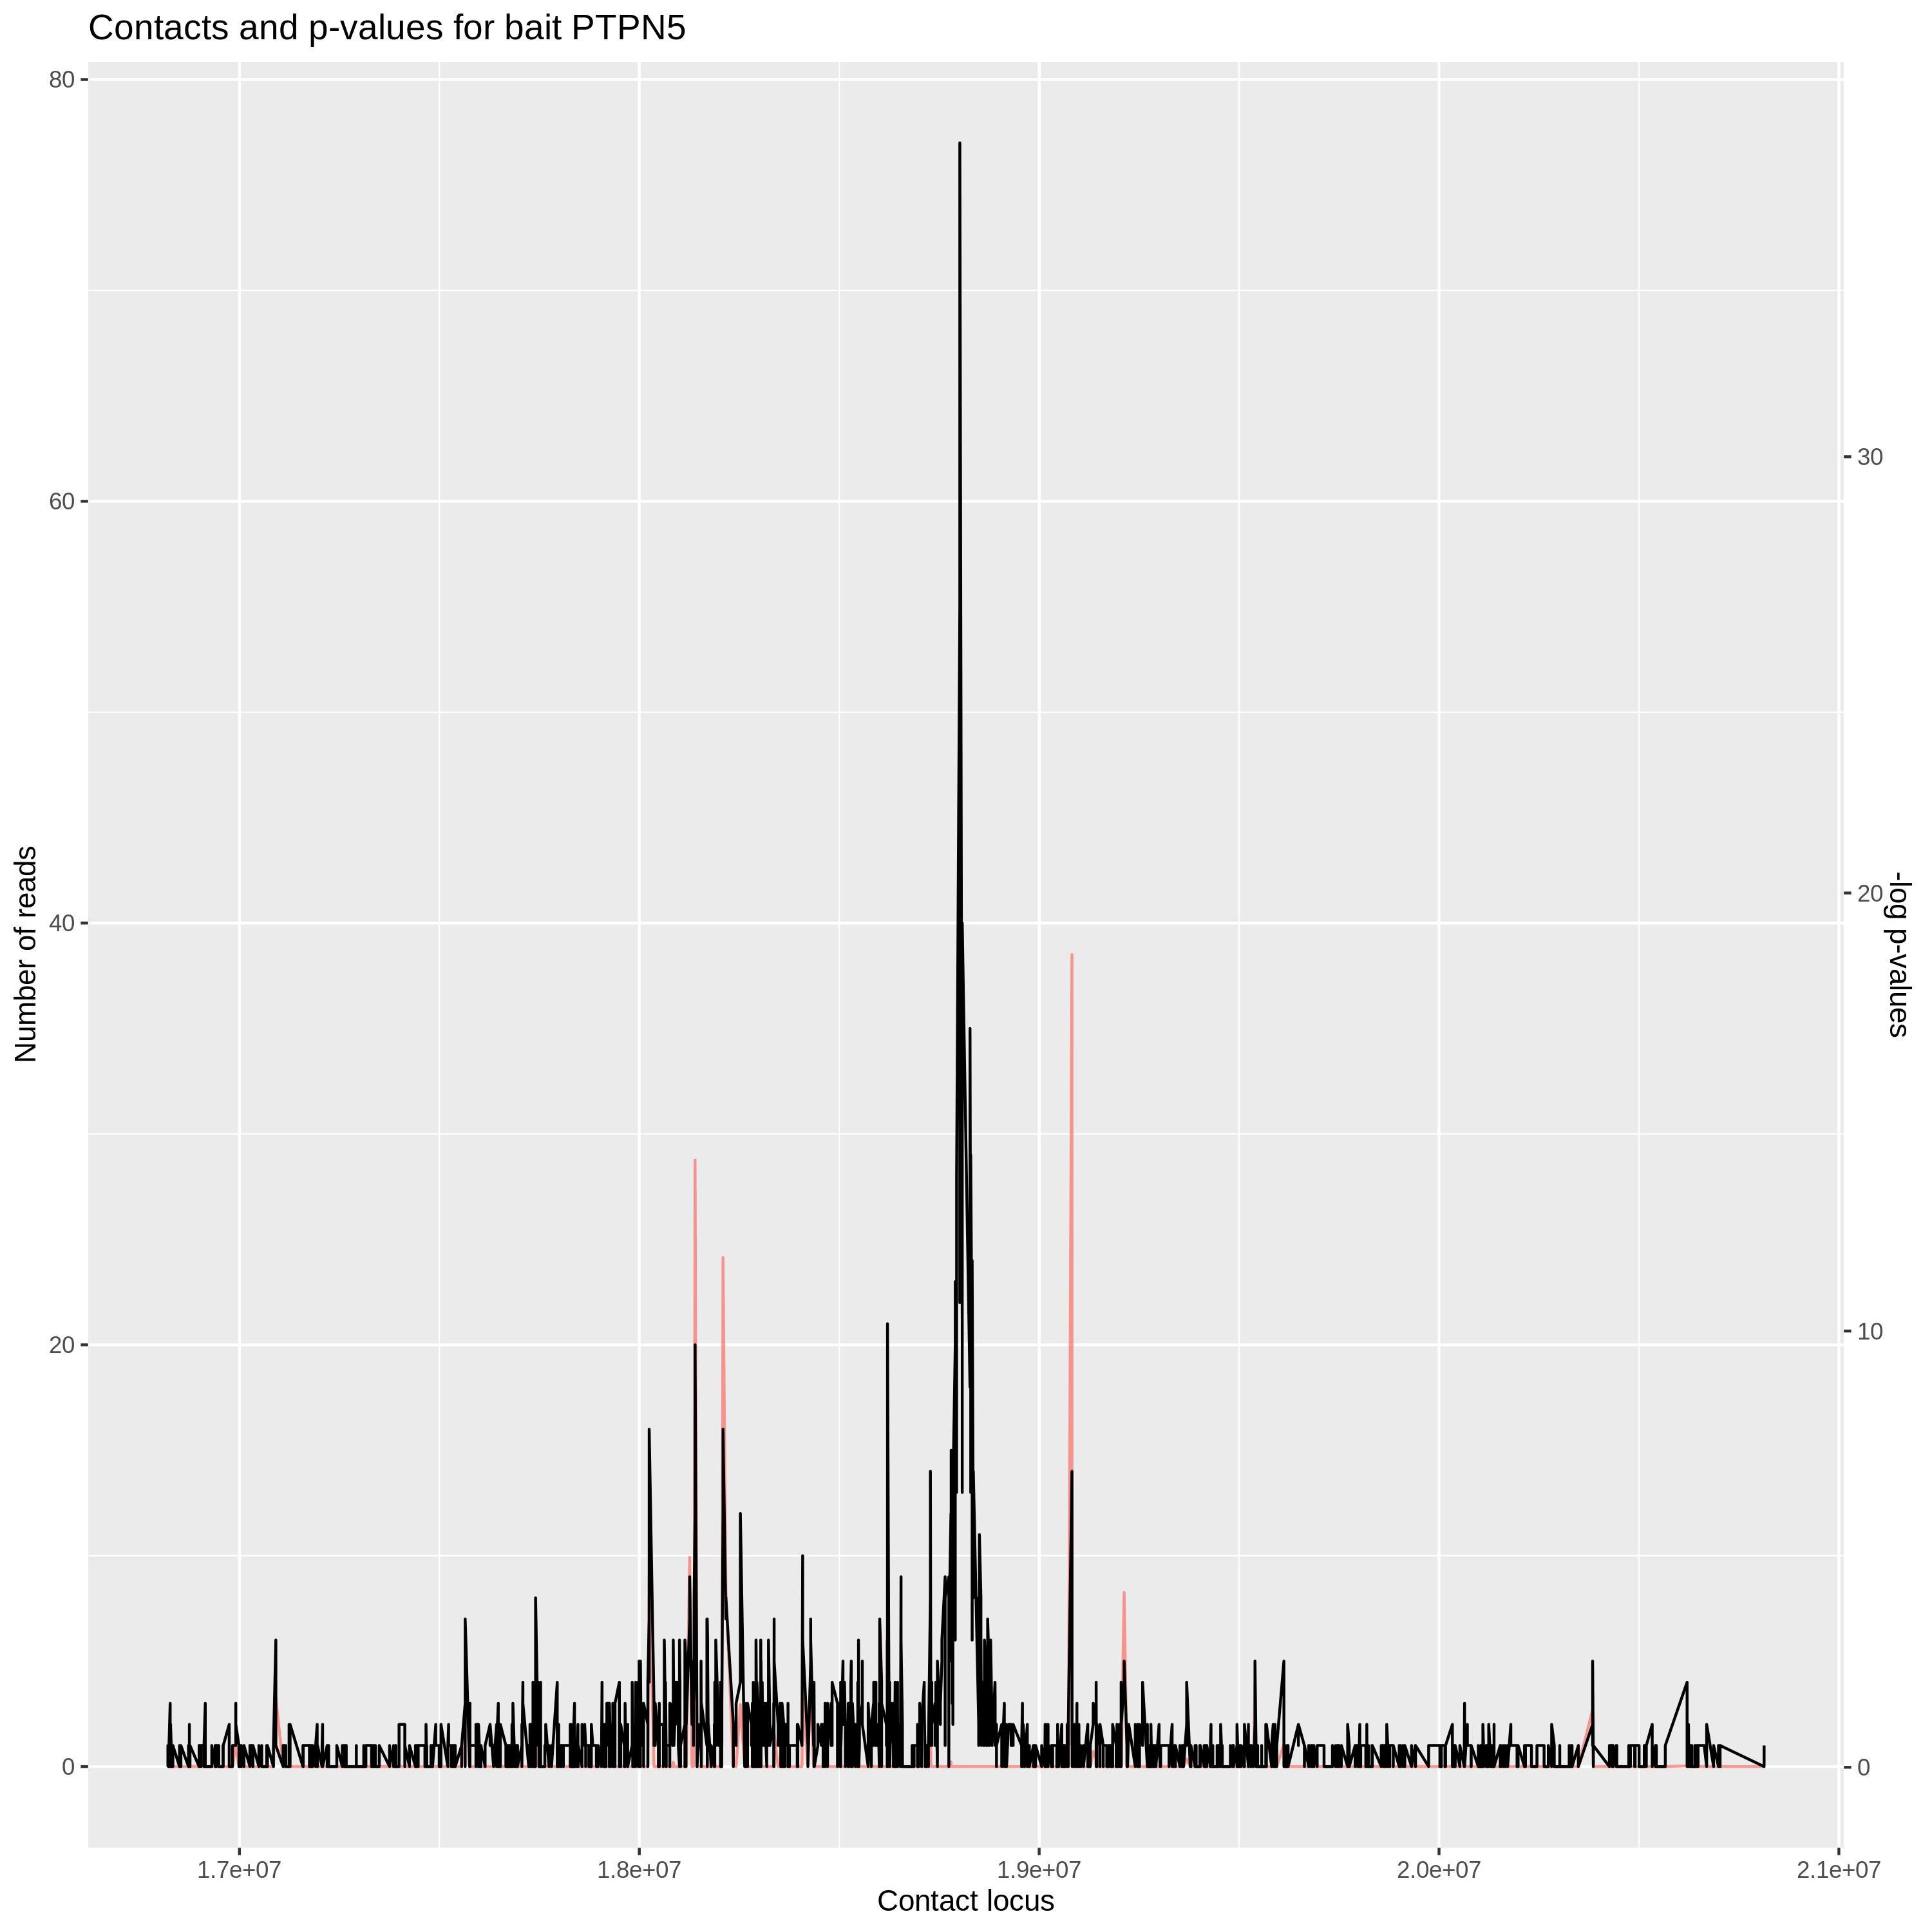 Contacts and p-values for bait PTPN5
80
60
40
20
0
Number of reads
30
20
10
0
-log p-values
1.7e+07
1.8e+07
1.9e+07
2.0e+07
2.1e+07
Contact locus